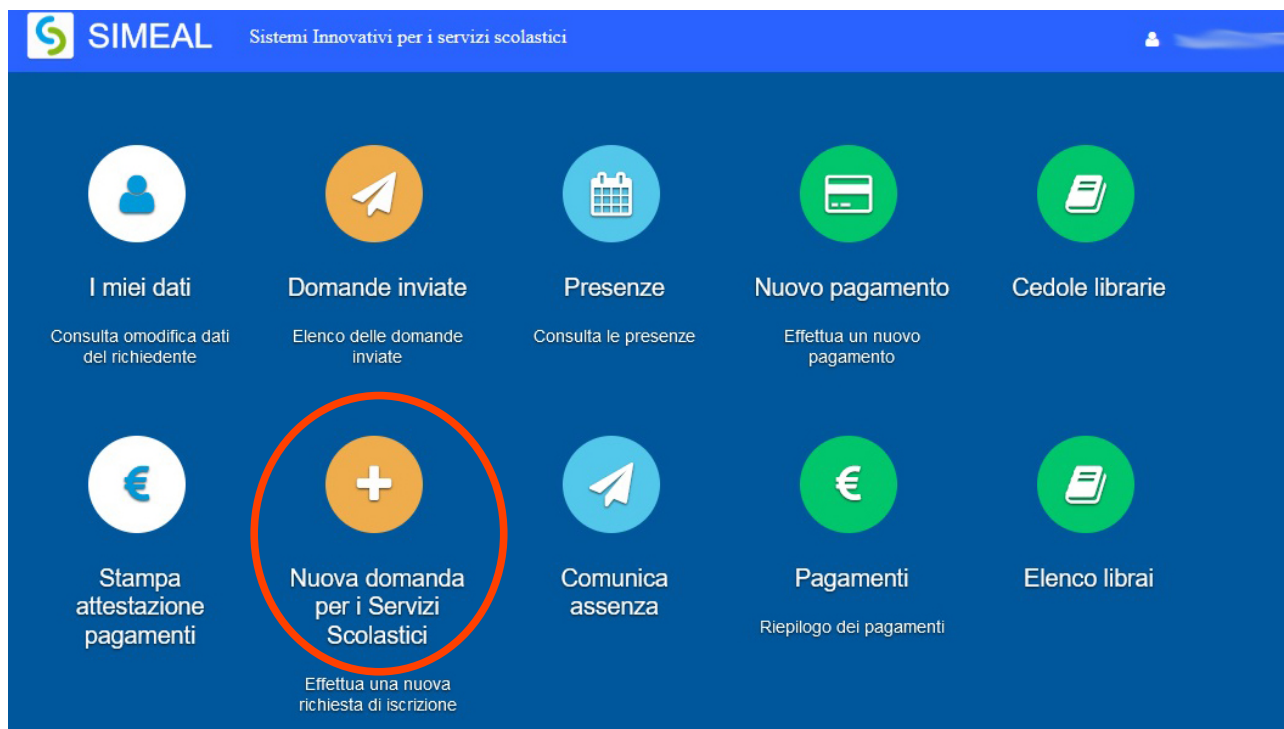 SIMEAL
Sistemi Innovativi per i servizi scolastici
I miei dati
Consulta omodifica dati
del richiedente
Domande inviate
Elenco delle domande
inviate
Presenze
Consulta le presenze
Nuovo pagamento
Effettua un nuovo
pagamento
Cedole librarie
€
Stampa
attestazione
pagamenti
Nuova domanda
per i Servizi
Scolastici
Effettua una nuova
richiesta di iscrizione
Comunica
assenza
€
Pagamenti
Riepilogo dei pagamenti
Elenco librai